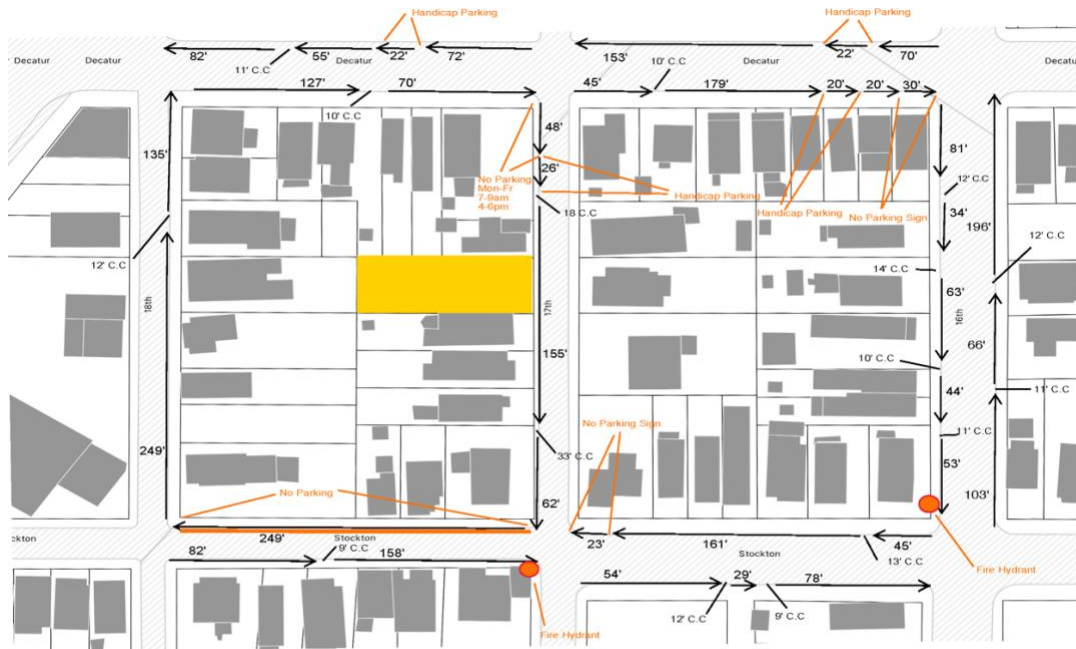 Handicap Parking
Handicap Parking
82'
55'
22'
72'
153'
22'
70'
r Decatur
Decatur
11' C.C
Decatur
10' C.C
Decatur
Decatur
127'
70'
45'
179'
20'
20'
30'
10' C.C
48'
81'
135'
26'
No Parking
Mon-Fr
7-9am
4-6pm
Handicap Parking
12' C.C
18 C.C
Handicap Parking
No Parking Sign
34'
196'
12' C.C
12' C.C
14' C.C
63'
18th
17th
16th
155'
66'
10' C.C
44'
11' C.C
No Parking Sign
11' C.C
249'
33' C.C
53'
No Parking
62'
103'
249'
Stockton
Stockton
23'
161'
45'
82'
9' C.C
158'
Stockton
13' C.C
Fire Hydrant
54'
29'
78'
12' C.C
9' C.C
Fire Hydrant